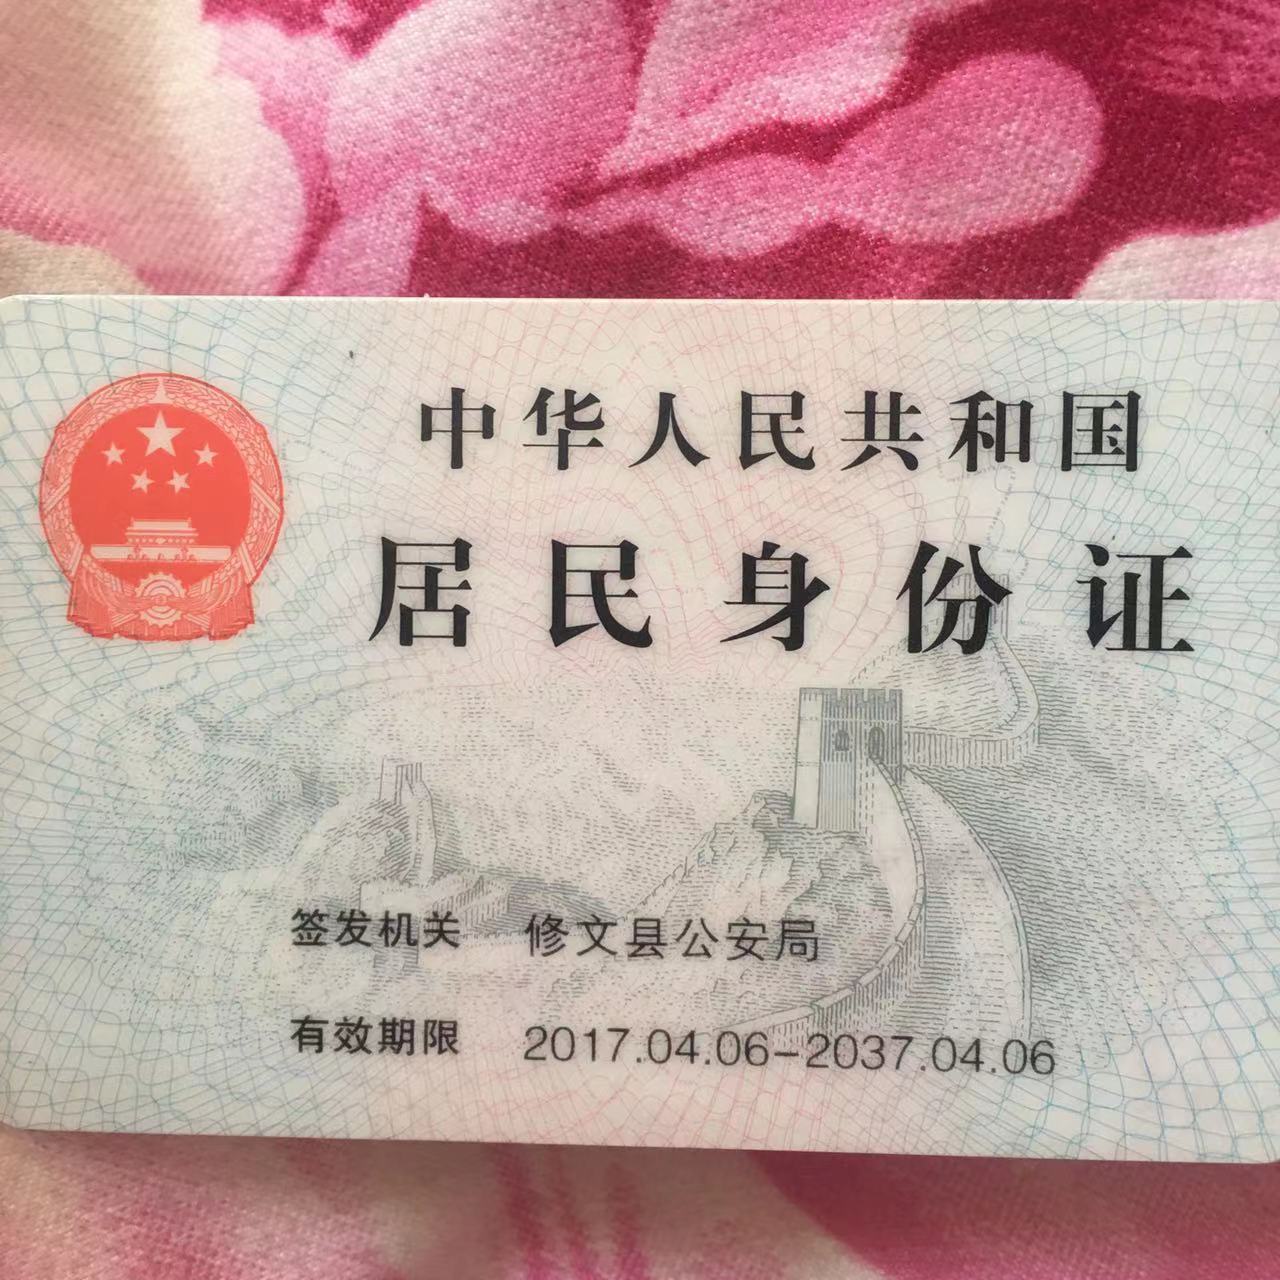 中华人民共和国
居民身份证
签发机关 修文县公安局
有效期限 2017.04.06-2037.04.06